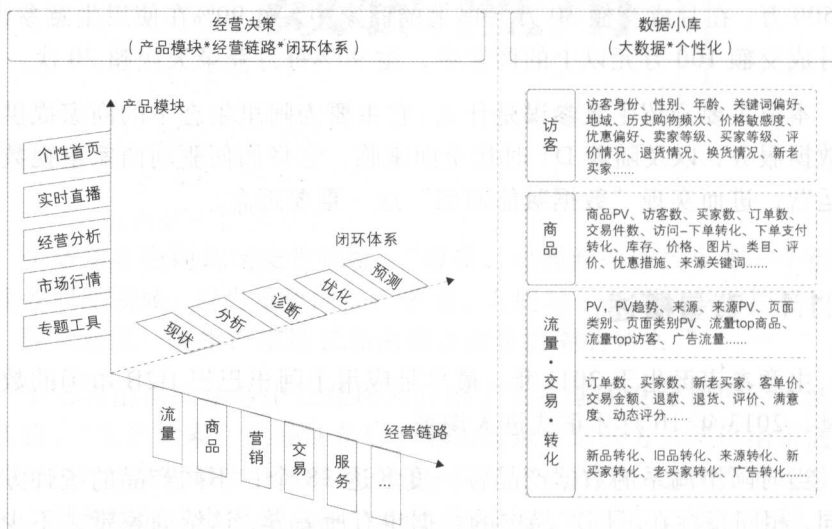 经营决策
（产品模块*经营链路*闭环体系）
产品模块
个性首页
实时直播
经营分析
市场行情
专题工具
闭环体系
现状
分析
诊断
优化
预测
经营链路
流量
商品
营销
交易
服务
...
数据小库
（大数据*个性化）
访客
访客身份、性别、年龄、关键词偏好、
地域、历史购物频次、价格敏感度、
优惠偏好、卖家等级、买家等级、评
价情况、退货情况、换货情况、新老
买家......
商品
商品PV、访客数、买家数、订单数、
交易件数、访问-下单转化、下单支付
转化、库存、价格、图片、类目、评
价、优惠措施、来源关键词......
流量·交易·转化
PV，PV趋势、来源、来源PV、页面
类别、页面类别PV、流量top商品、
流量top访客、广告流量......
订单数、买家数、新老买家、客单价、
交易金额、退款、退货、评价、满意
度、动态评分......
新品转化、旧品转化、来源转化、新
买家转化、老买家转化、广告转化...